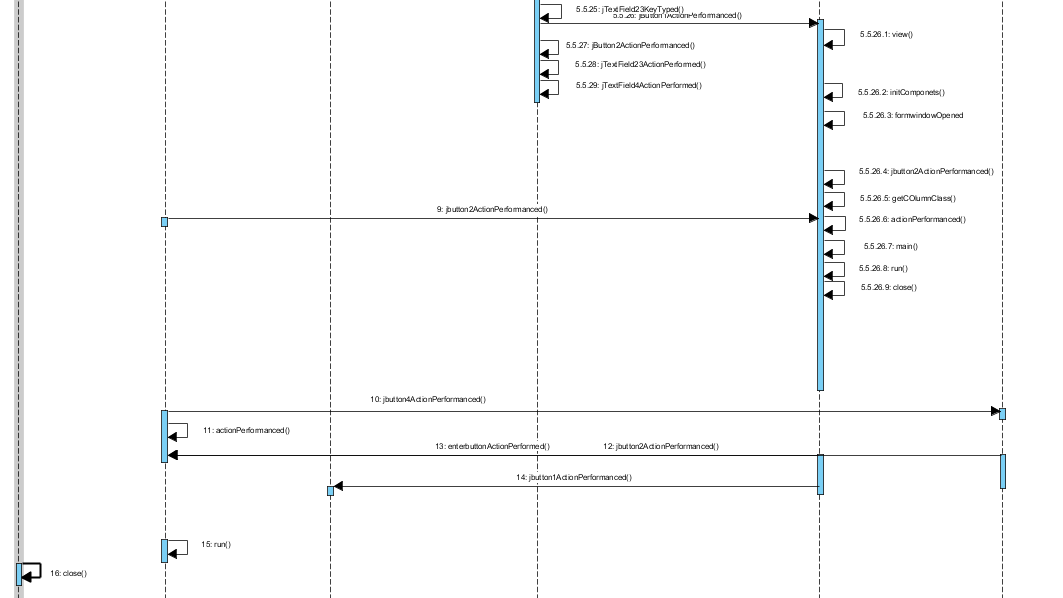 5.5.25: jTextField23KeyTyped()
5.5.26: jButton1ActionPerformanced()
5.5.26.1: view()
5.5.27: jButton2ActionPerformanced()
5.5.28: jTextField23ActionPerformed()
5.5.29: jTextField4ActionPerformed()
5.5.26.2: initComponets()
5.5.26.3: formwindowOpened
5.5.26.4: jbutton2ActionPerformanced()
5.5.26.5: getCOlumnClass()
9: jbutton2ActionPerformanced()
5.5.26.6: actionPerformanced()
5.5.26.7: main()
5.5.26.8: run()
5.5.26.9: close()
10: jbutton4ActionPerformanced()
11: actionPerformanced()
13: enterbuttonActionPerformed()
12: jbutton2ActionPerformanced()
14: jbutton1ActionPerformanced()
15: run()
16: close()